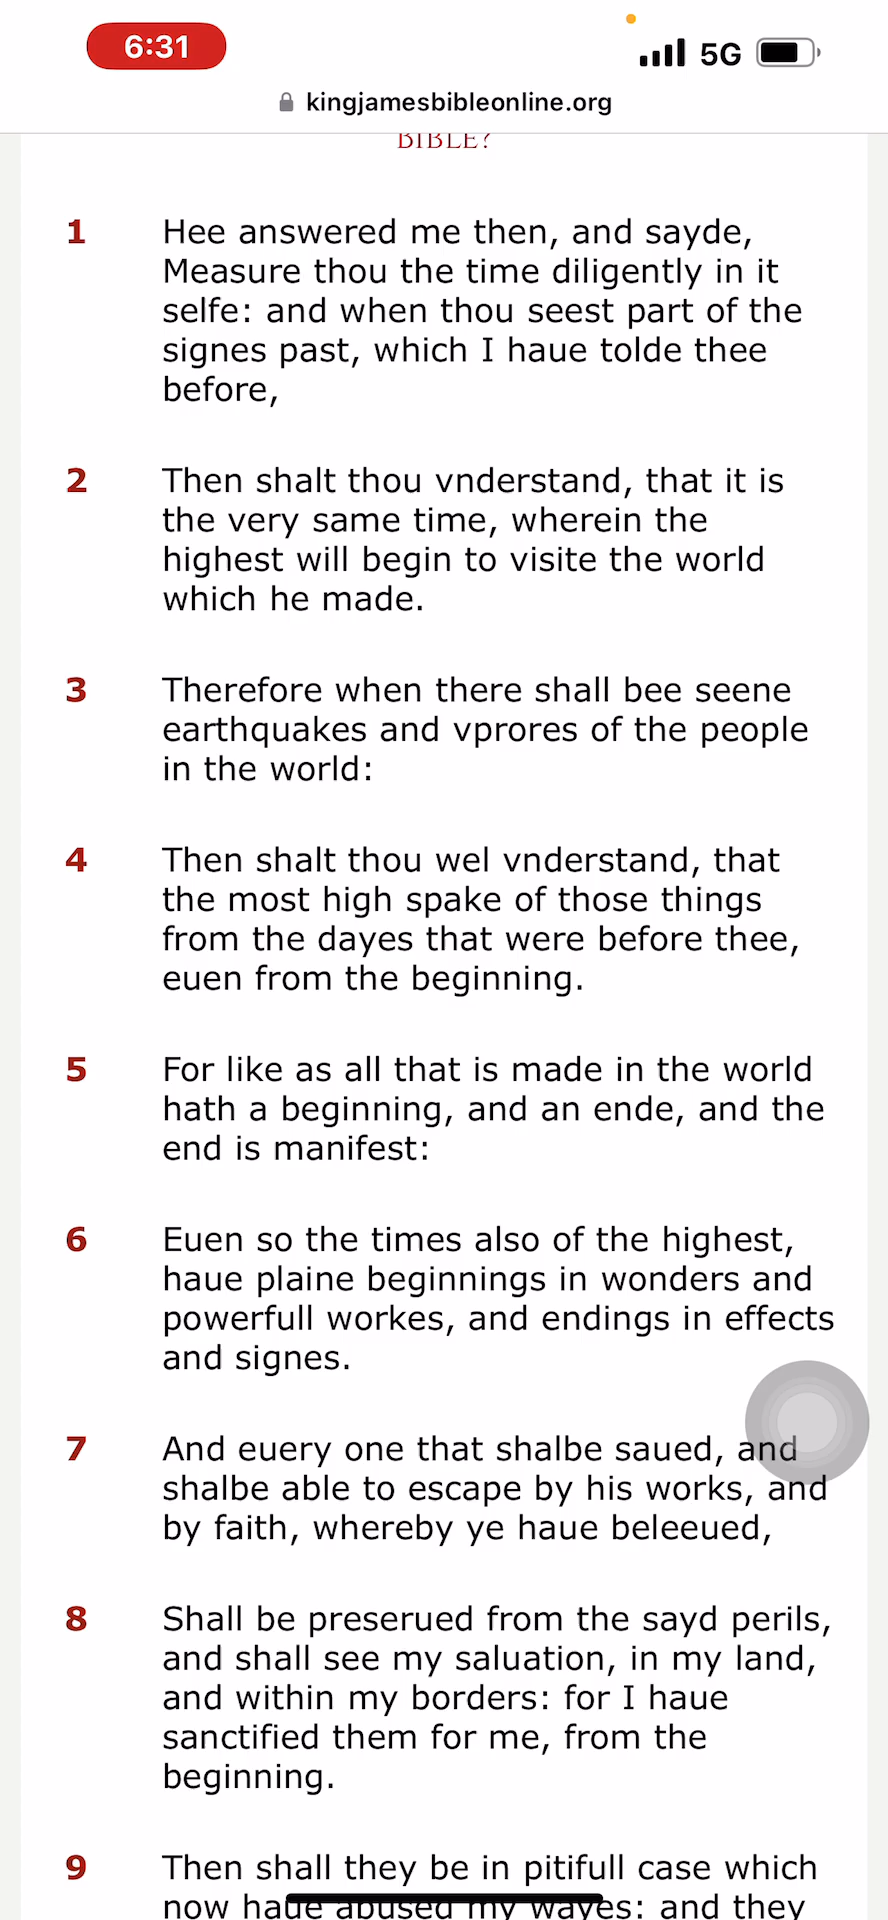 6:31
5G
kingjamesbibleonline.org
BIBLE?
1 Hee answered me then, and sayde,
Measure thou the time diligently in it
selfe: and when thou seest part of the
signes past, which I haue tolde thee
before,
2 Then shalt thou vnderstand, that it is
the very same time, wherein the
highest will begin to visite the world
which he made.
3 Therefore when there shall bee seene
earthquakes and vprores of the people
in the world:
4 Then shalt thou wel vnderstand, that
the most high spake of those things
from the dayes that were before thee,
euen from the beginning.
5 For like as all that is made in the world
hath a beginning, and an ende, and the
end is manifest:
6 Euen so the times also of the highest,
haue plaine beginnings in wonders and
powerfull workes, and endings in effects
and signes.
7 And euery one that shalbe saued, and
shalbe able to escape by his works, and
by faith, whereby ye haue beleeued,
8 Shall be preserued from the sayd perils,
and shall see my saluation, in my land,
and within my borders: for I haue
sanctified them for me, from the
beginning.
9 Then shall they be in pitifull case which
now haue abused my wayes: and they